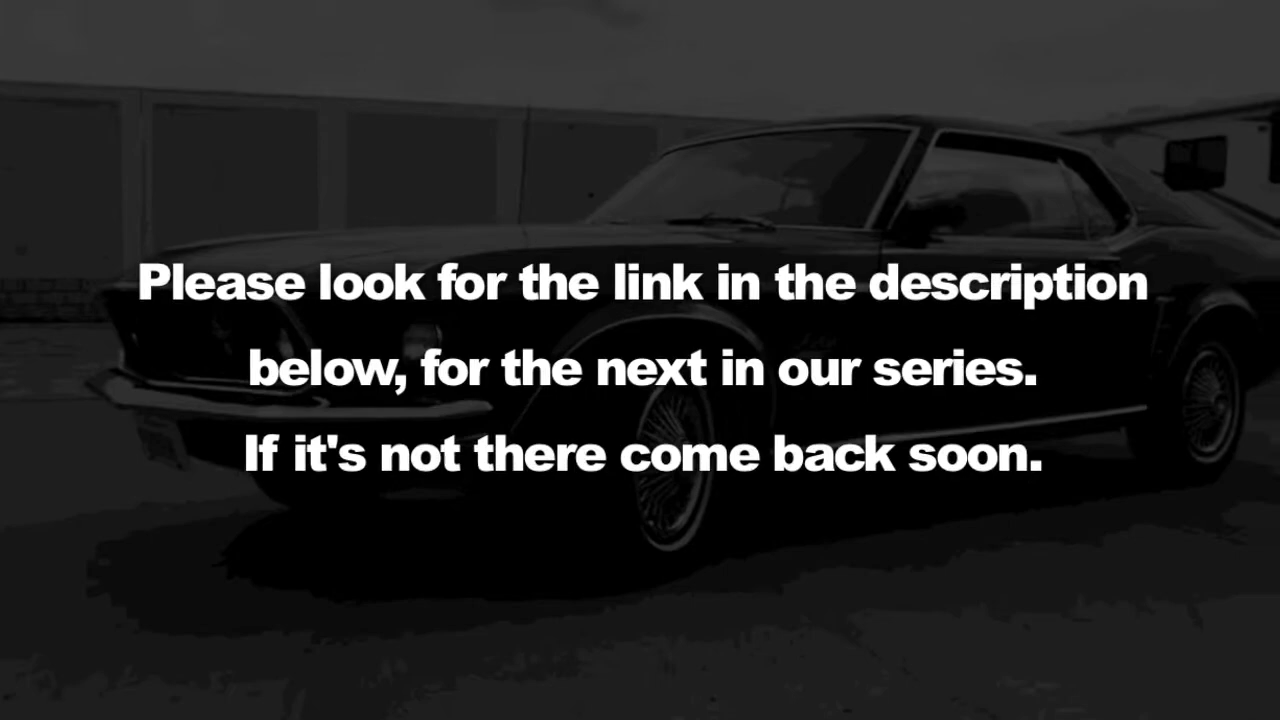 Please look for the link in the description
below, for the next in our series.
If it's not there come back soon.